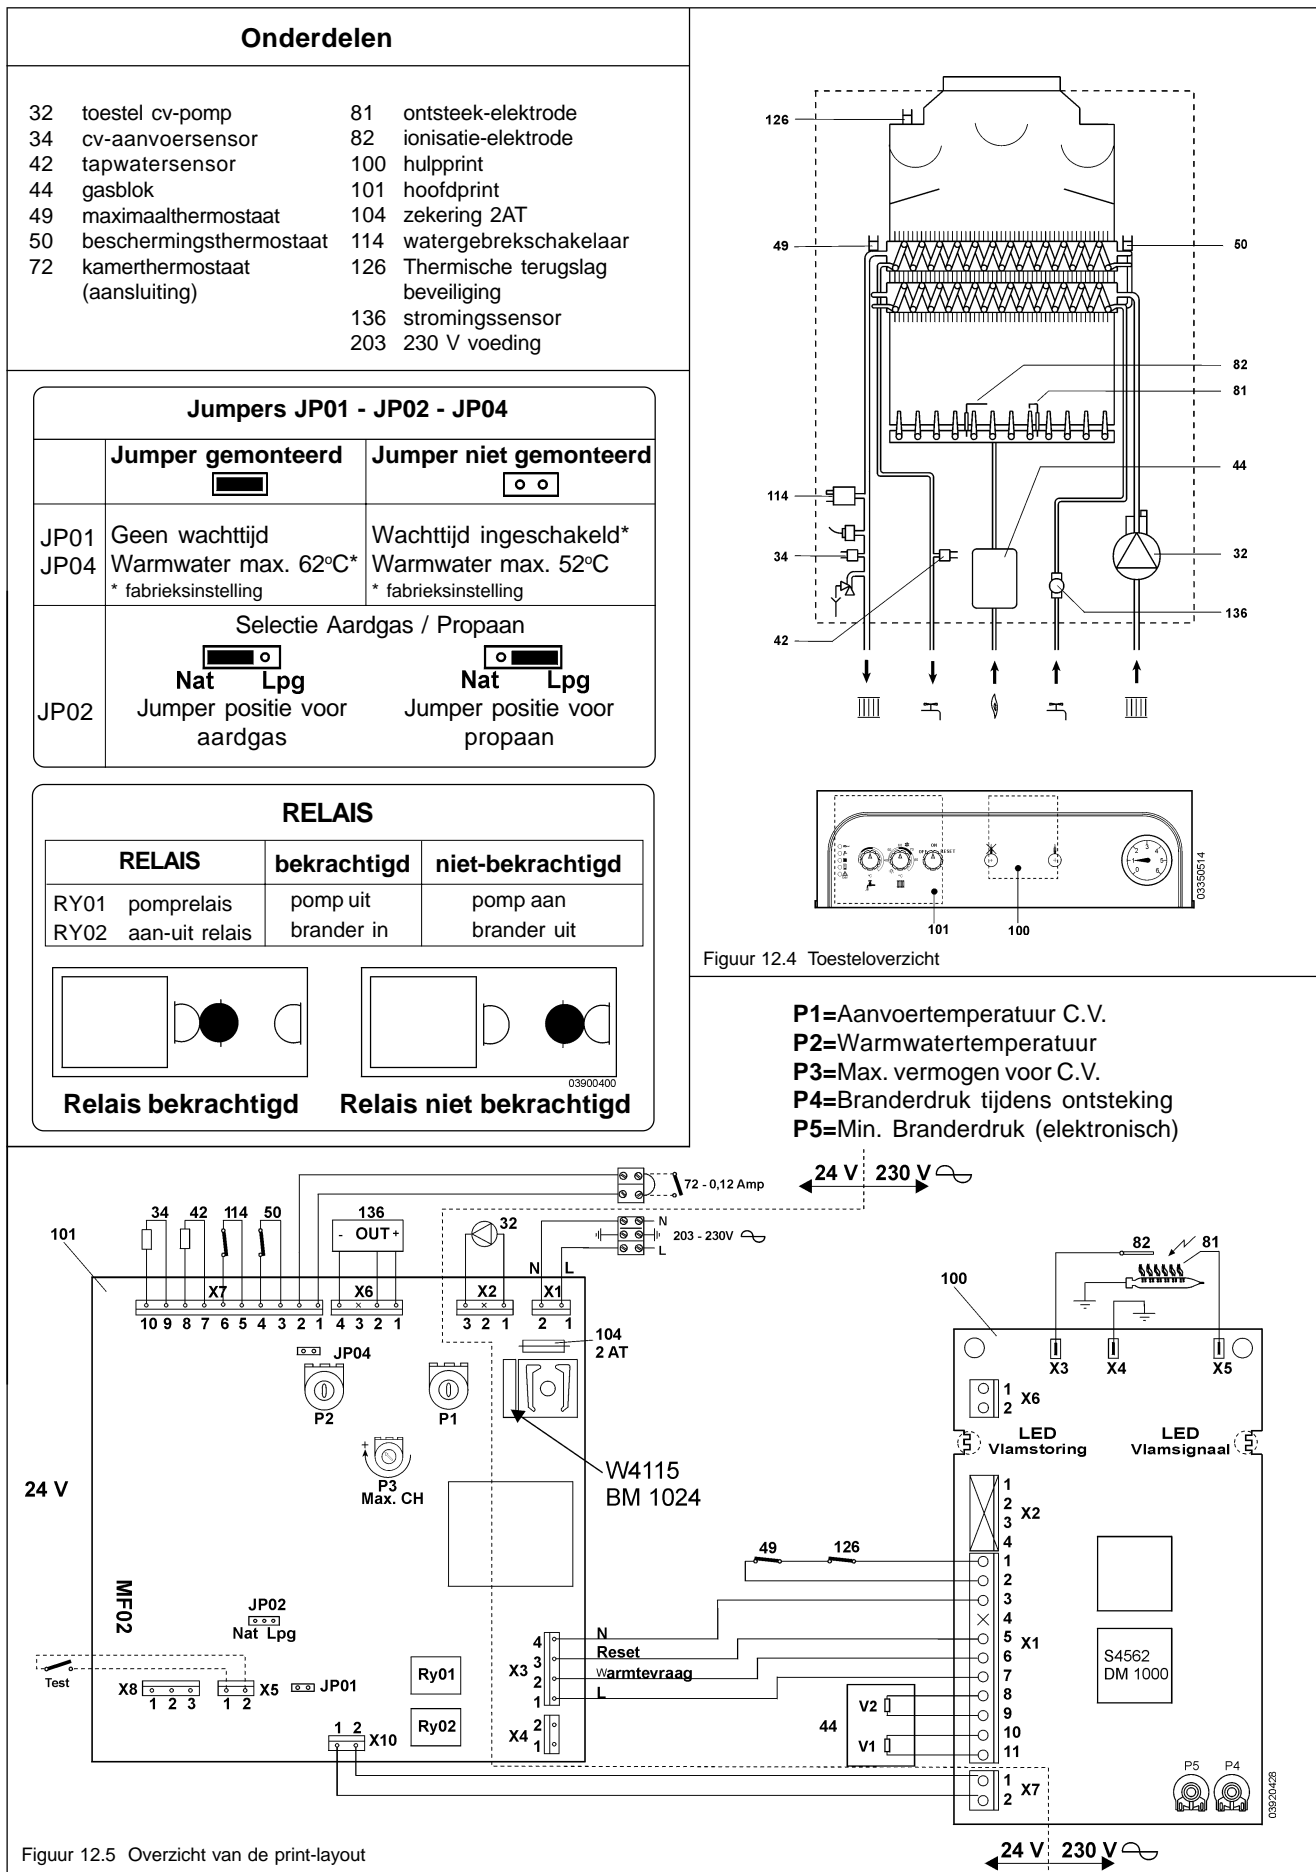 Onderdelen
32 toestel cv-pomp
34 cv-aanvoersensor
42 tapwatersensor
44 gasblok
49 maximaalthermostaat
50 beschermingsthermostaat
72 kamerthermostaat
(aansluiting)
81 ontsteek-elektrode
82 ionisatie-elektrode
100 hulpprint
101 hoofdprint
104 zekering 2AT
114 watergebrekschakelaar
126 Thermische terugslag
beveiliging
136 stromingssensor
203 230 V voeding
Jumpers JP01 - JP02 - JP04
Jumper gemonteerd
Jumper niet gemonteerd
JP01 Geen wachttijd Wachttijd ingeschakeld*
JP04 Warmwater max. 62°C* Warmwater max. 52°C
* fabrieksinstelling * fabrieksinstelling
Selectie Aardgas / Propaan
Nat Lpg Nat Lpg
JP02 Jumper positie voor Jumper positie voor
aardgas propaan
RELAIS
RELAIS bekrachtigd niet-bekrachtigd
RY01 pomprelais pomp uit pomp aan
RY02 aan-uit relais brander in brander uit
03900400
Relais bekrachtigd Relais niet bekrachtigd
126
49 50
82
81
44
114
34 32
136
42
ON
OFF RESET
0 1 2 3 4 5 6
101 100
03350514
Figuur 12.4 Toesteloverzicht
P1=Aanvoertemperatuur C.V.
P2=Warmwatertemperatuur
P3=Max. vermogen voor C.V.
P4=Branderdruk tijdens ontsteking
P5=Min. Branderdruk (elektronisch)
24 V 230 V
72 - 0,12 Amp
N
203 - 230V
L
101
34 42 114 50 136 32
- OUT +
N L
X7 X6 X2 X1
10 9 8 7 6 5 4 3 2 1 4 3 2 1 3 2 1 2 1
JP04
104
2 AT
P2 P1
+
P3
Max. CH
W4115
BM 1024
24 V
MF02
JP02
Nat Lpg
Test
X8
1 2 3
1 2
X5
JP01
Ry01
Ry02
X3
4 N
3 Reset
2 Warmtevraag
1 L
X4
2
1
1 2
X10
82 81
100
X3 X4 X5
1
2
X6
LED
Vlamstoring
LED
Vlamsignaal
1
2
3
4
X2
49 126
1
2
3
4
5
6
7
8
9
10
11
X1
S4562
DM 1000
44
V2
V1
1
2
X7
P5 P4
03920428
24 V 230 V
Figuur 12.5 Overzicht van de print-layout